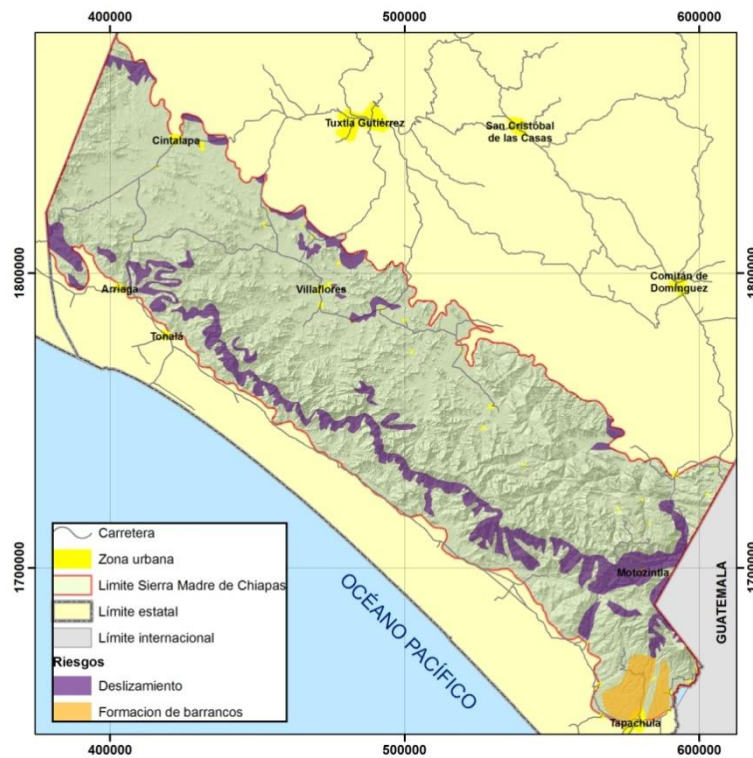 400000
500000
600000
Tuxtla Gutiérrez
San Cristóbal
de las Casas
Cintalapa
1800000
1800000
Comitán de
Domínguez
Arriaga
Villaflores
Tonalá
1700000
1700000
Motozintla
GUATEMALA
OCÉANO PACÍFICO
Tapachula
Carretera
Zona urbana
Limite Sierra Madre de Chiapas
Límite estatal
Límite internacional
Riesgos
Deslizamiento
Formacion de barrancos
400000
500000
600000